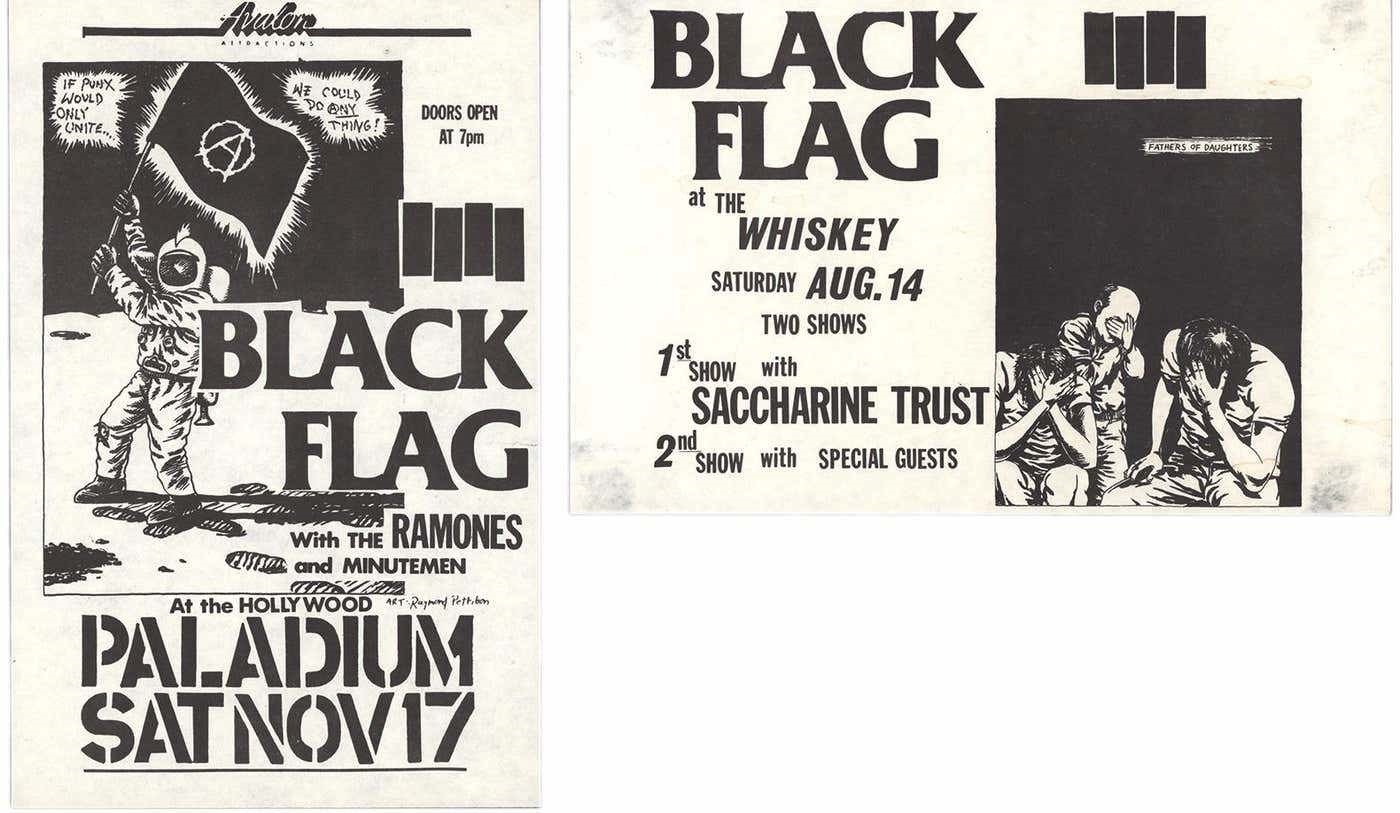 Avalon
ATTRACTIONS
IF PUNX
WOULD
ONLY
UNITE...
WE COULD
DO ANY
THING!
DOORS OPEN
AT 7pm
BLACK
FLAG
With THE RAMONES
and MINUTEMEN
At the HOLLYWOOD
ART: Raymond Pettibon
PALADIUM
SAT NOV 17
BLACK
FLAG
at THE
WHISKEY
SATURDAY AUG. 14
TWO SHOWS
1st SHOW with
SACCHARINE TRUST
2nd SHOW with SPECIAL GUESTS
FATHERS OF DAUGHTERS